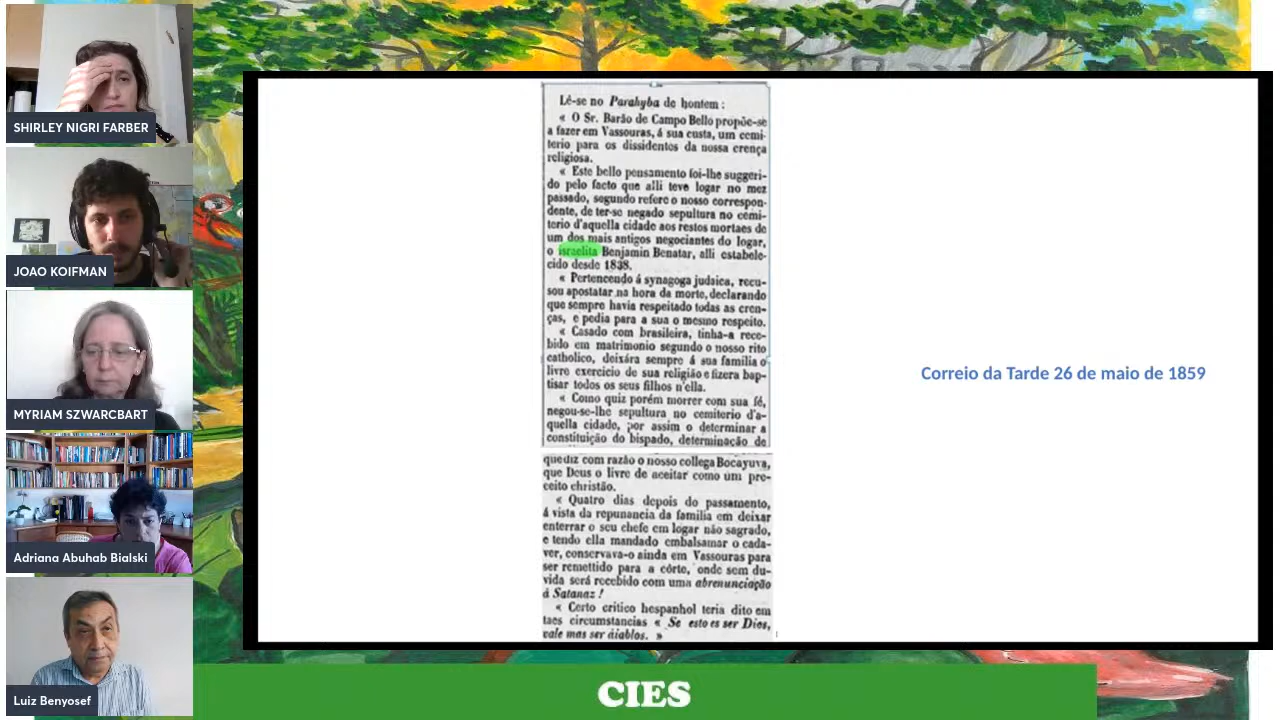 SHIRLEY NIGRI FARBER
JOAO KOIFMAN
MYRIAM SZWARCBART
Adriana Abuhab Bialski
Luiz Benyosef
Lê-se no Parahyba de hontem :
« O Sr. Barão de Campo Bello propõe-se
a fazer em Vassouras, á sua custa, um cemi-
terio para os dissidentes da nossa crença
religiosa.
« Este bello pensamento foi-lhe suggeri-
do pelo facto que alli teve logar no mez
passado, segundo refere o nosso correspon-
dente, de ter-se negado sepultura no cemi-
terio d'aquella cidade aos restos mortaes de
um dos mais antigos negociantes do logar,
o israelita Benjamin Benatar, alli estabele-
cido desde 1838.
« Pertencendo á synagoga judaica, recu-
sou apostatar na hora da morte, declarando
que sempre havia respeitado todas as cren-
ças, e pedia para a sua o mesmo respeito.
« Casado com brasileira, tinha-a rece-
bido em matrimonio segundo o nosso rito
catholico, deixára sempre á sua familia o
livre exercicio de sua religião e fizera bap-
tisar todos os seus filhos n'ella.
« Como quiz porém morrer com sua fé,
negou-se-lhe sepultura no cemiterio d'a-
quella cidade, por assim o determinar a
constituição do bispado, determinação de
que diz com razão o nosso collega Bocayuva,
que Deus o livre de aceitar como um pre-
ceito christão.
« Quatro dias depois do passamento,
á vista da repunancia da familia em deixar
enterrar o seu chefe em logar não sagrado,
e tendo ella mandado embalsamar o cada-
ver, conservava-o ainda em Vassouras para
ser remettido para a côrte, onde sem du-
vida será recebido com uma abrenunciação
á Satanaz !
« Certo critico hespanhol teria dito em
taes circumstancias « Se esto es ser Dios,
vale mas ser diablos. »
Correio da Tarde 26 de maio de 1859
CIES